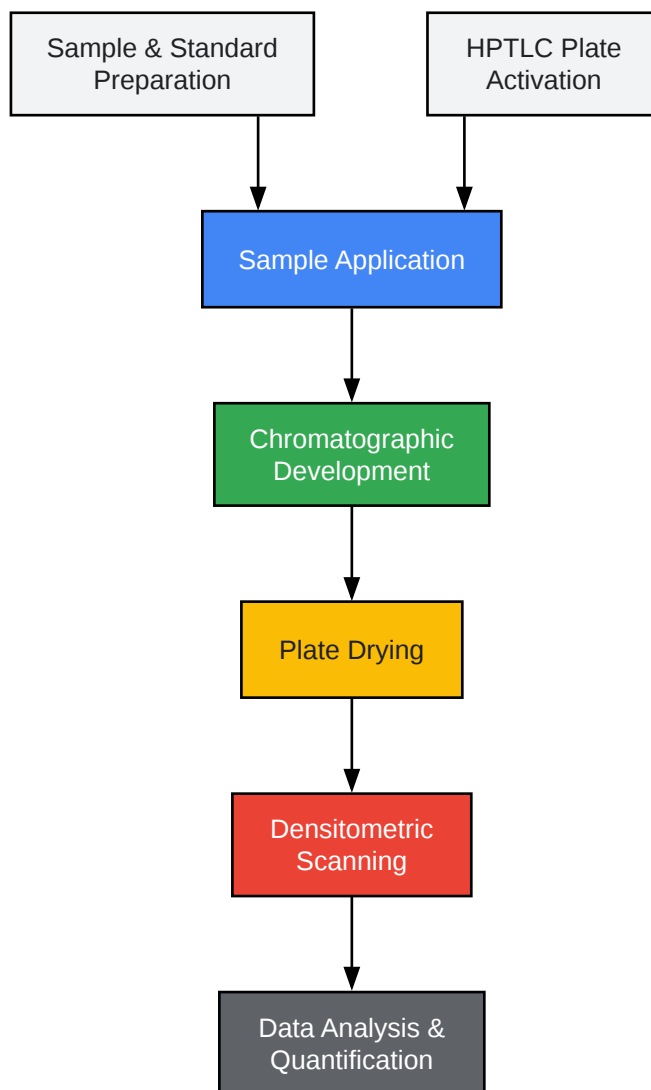 Sample & Standard
Preparation
HPTLC Plate
Activation
Sample Application
Chromatographic
Development
Plate Drying
Densitometric
Scanning
Data Analysis &
Quantification